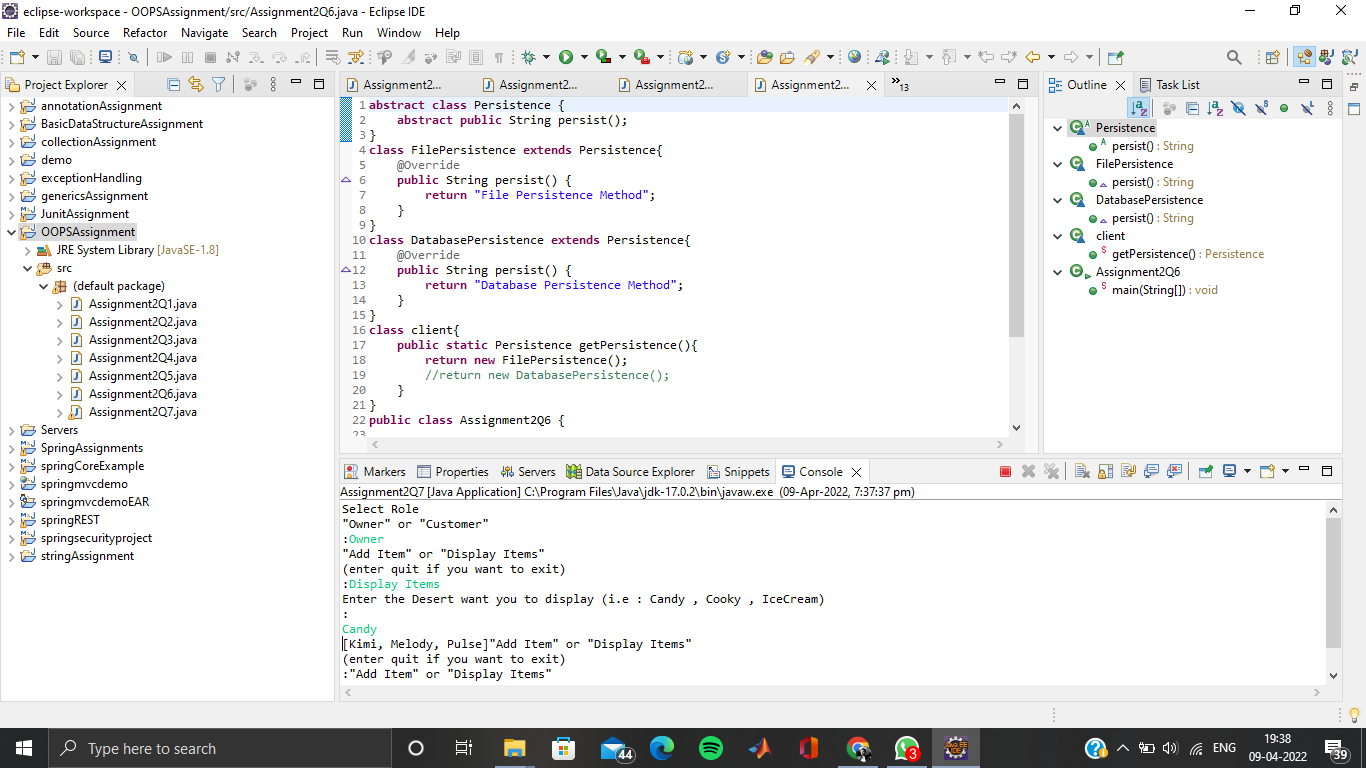 eclipse-workspace - OOPSAssignment/src/Assignment2Q6.java - Eclipse IDE
File Edit Source Refactor Navigate Search Project Run Window Help
Project Explorer
annotationAssignment
BasicDataStructureAssignment
collectionAssignment
demo
exceptionHandling
genericsAssignment
JunitAssignment
OOPSAssignment
JRE System Library [JavaSE-1.8]
src
(default package)
Assignment2Q1.java
Assignment2Q2.java
Assignment2Q3.java
Assignment2Q4.java
Assignment2Q5.java
Assignment2Q6.java
Assignment2Q7.java
Servers
SpringAssignments
springCoreExample
springmvcdemo
springmvcdemoEAR
springREST
springsecurityproject
stringAssignment
Assignment2... Assignment2... Assignment2... Assignment2... »13
1 abstract class Persistence {
2 abstract public String persist();
3 }
4 class FilePersistence extends Persistence{
5 @Override
6 public String persist() {
7 return "File Persistence Method";
8 }
9 }
10 class DatabasePersistence extends Persistence{
11 @Override
12 public String persist() {
13 return "Database Persistence Method";
14 }
15 }
16 class client{
17 public static Persistence getPersistence(){
18 return new FilePersistence();
19 //return new DatabasePersistence();
20 }
21 }
22 public class Assignment2Q6 {
23
Outline Task List
Persistence
persist() : String
FilePersistence
persist() : String
DatabasePersistence
persist() : String
client
getPersistence() : Persistence
Assignment2Q6
main(String[]) : void
Markers Properties Servers Data Source Explorer Snippets Console
Assignment2Q7 [Java Application] C:\Program Files\Java\jdk-17.0.2\bin\javaw.exe (09-Apr-2022, 7:37:37 pm)
Select Role
"Owner" or "Customer"
:Owner
"Add Item" or "Display Items"
(enter quit if you want to exit)
:Display Items
Enter the Desert want you to display (i.e : Candy , Cooky , IceCream)
:
Candy
[Kimi, Melody, Pulse]"Add Item" or "Display Items"
(enter quit if you want to exit)
:"Add Item" or "Display Items"
Type here to search
44
3
ENG
19:38
09-04-2022
39